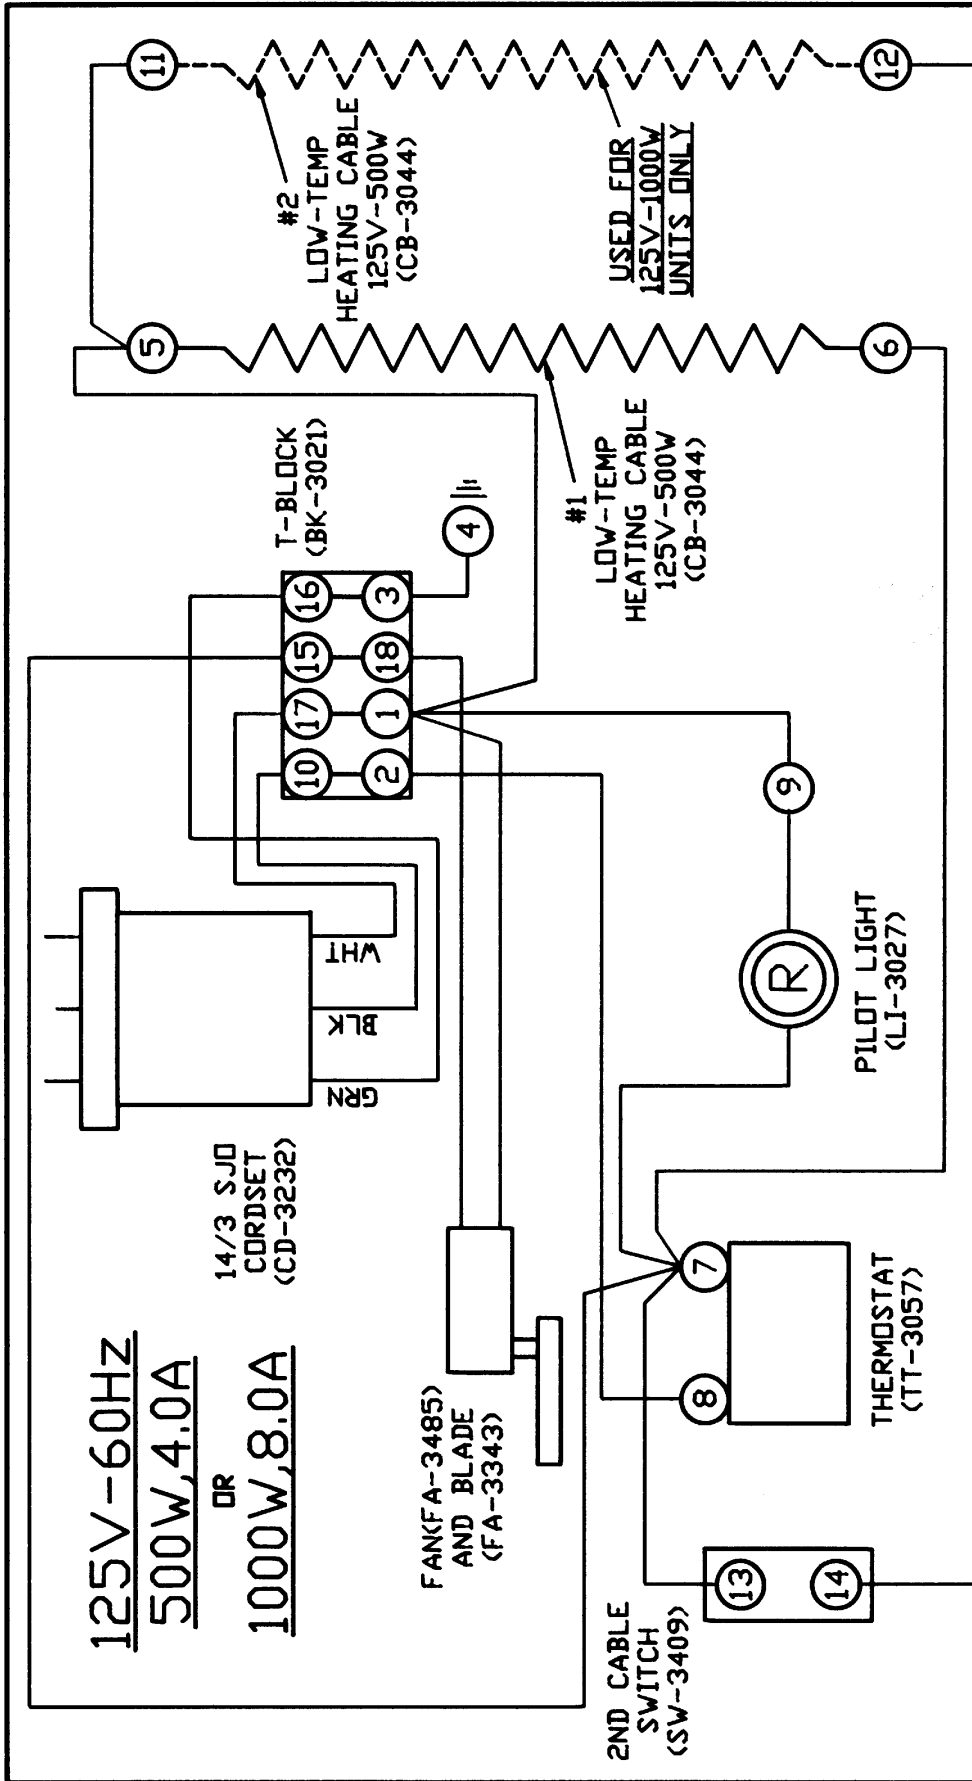 125V-60Hz
500W,4.0A
OR
1000W,8.0A
14/3 SJO
CORDSET
(CD-3232)
GRN
BLK
WHT
T-BLOCK
(BK-3021)
10
17
15
16
2
1
18
3
4
FAN(FA-3485)
AND BLADE
(FA-3343)
2ND CABLE
SWITCH
(SW-3409)
13
14
8
7
THERMOSTAT
(TT-3057)
R
PILOT LIGHT
(LI-3027)
9
5
6
#1
LOW-TEMP
HEATING CABLE
125V-500W
(CB-3044)
11
12
#2
LOW-TEMP
HEATING CABLE
125V-500W
(CB-3044)
USED FOR
125V-1000W
UNITS ONLY